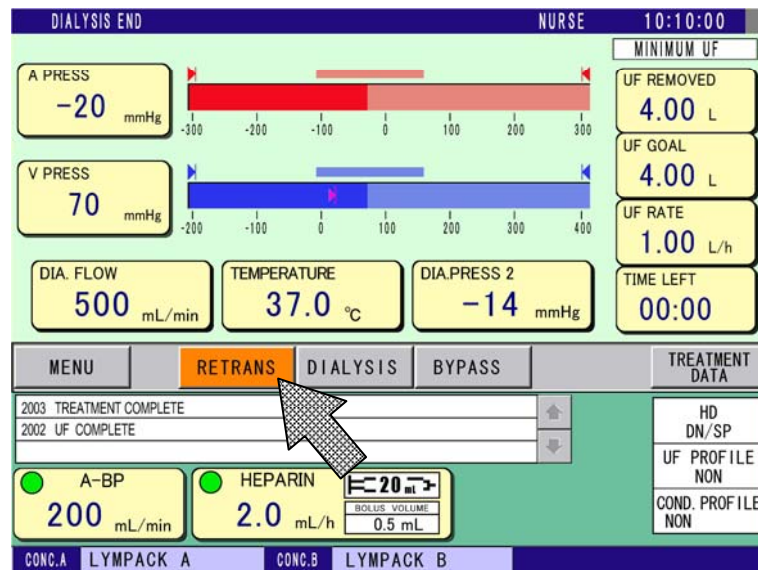 DIALYSIS END NURSE 10:10:00
MINIMUM UF
A PRESS
-20 mmHg
-300 -200 -100 0 100 200 300
UF REMOVED
4.00 L
UF GOAL
4.00 L
V PRESS
70 mmHg
-200 -100 0 100 200 300 400
UF RATE
1.00 L/h
DIA. FLOW
500 mL/min
TEMPERATURE
37.0 ℃
DIA.PRESS 2
-14 mmHg
TIME LEFT
00:00
MENU RETRANS DIALYSIS BYPASS TREATMENT
DATA
2003 TREATMENT COMPLETE
2002 UF COMPLETE
HD
DN/SP
UF PROFILE
NON
COND. PROFILE
NON
A-BP
200 mL/min
HEPARIN
2.0 mL/h
20 mL
BOLUS VOLUME
0.5 mL
CONC.A LYMPACK A CONC.B LYMPACK B